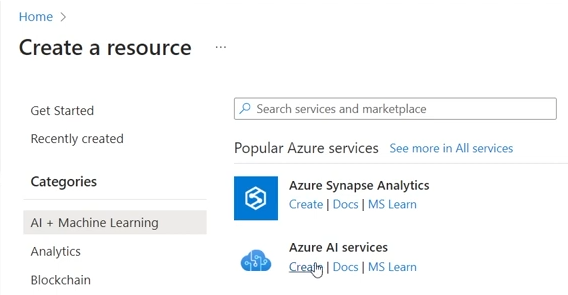 Home >
Create a resource ...
Get Started
Recently created
Categories
AI + Machine Learning
Analytics
Blockchain
Search services and marketplace
Popular Azure services See more in All services
Azure Synapse Analytics
Create | Docs | MS Learn
Azure AI services
Create | Docs | MS Learn